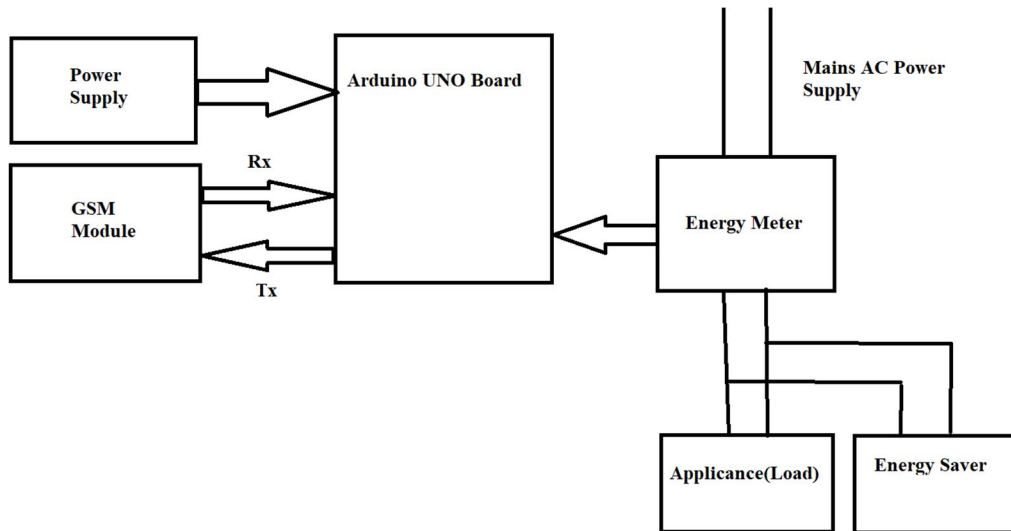 Power
Supply
Arduino UNO Board
Mains AC Power
Supply
Rx
GSM
Module
Energy Meter
Tx
Applicance(Load)
Energy Saver